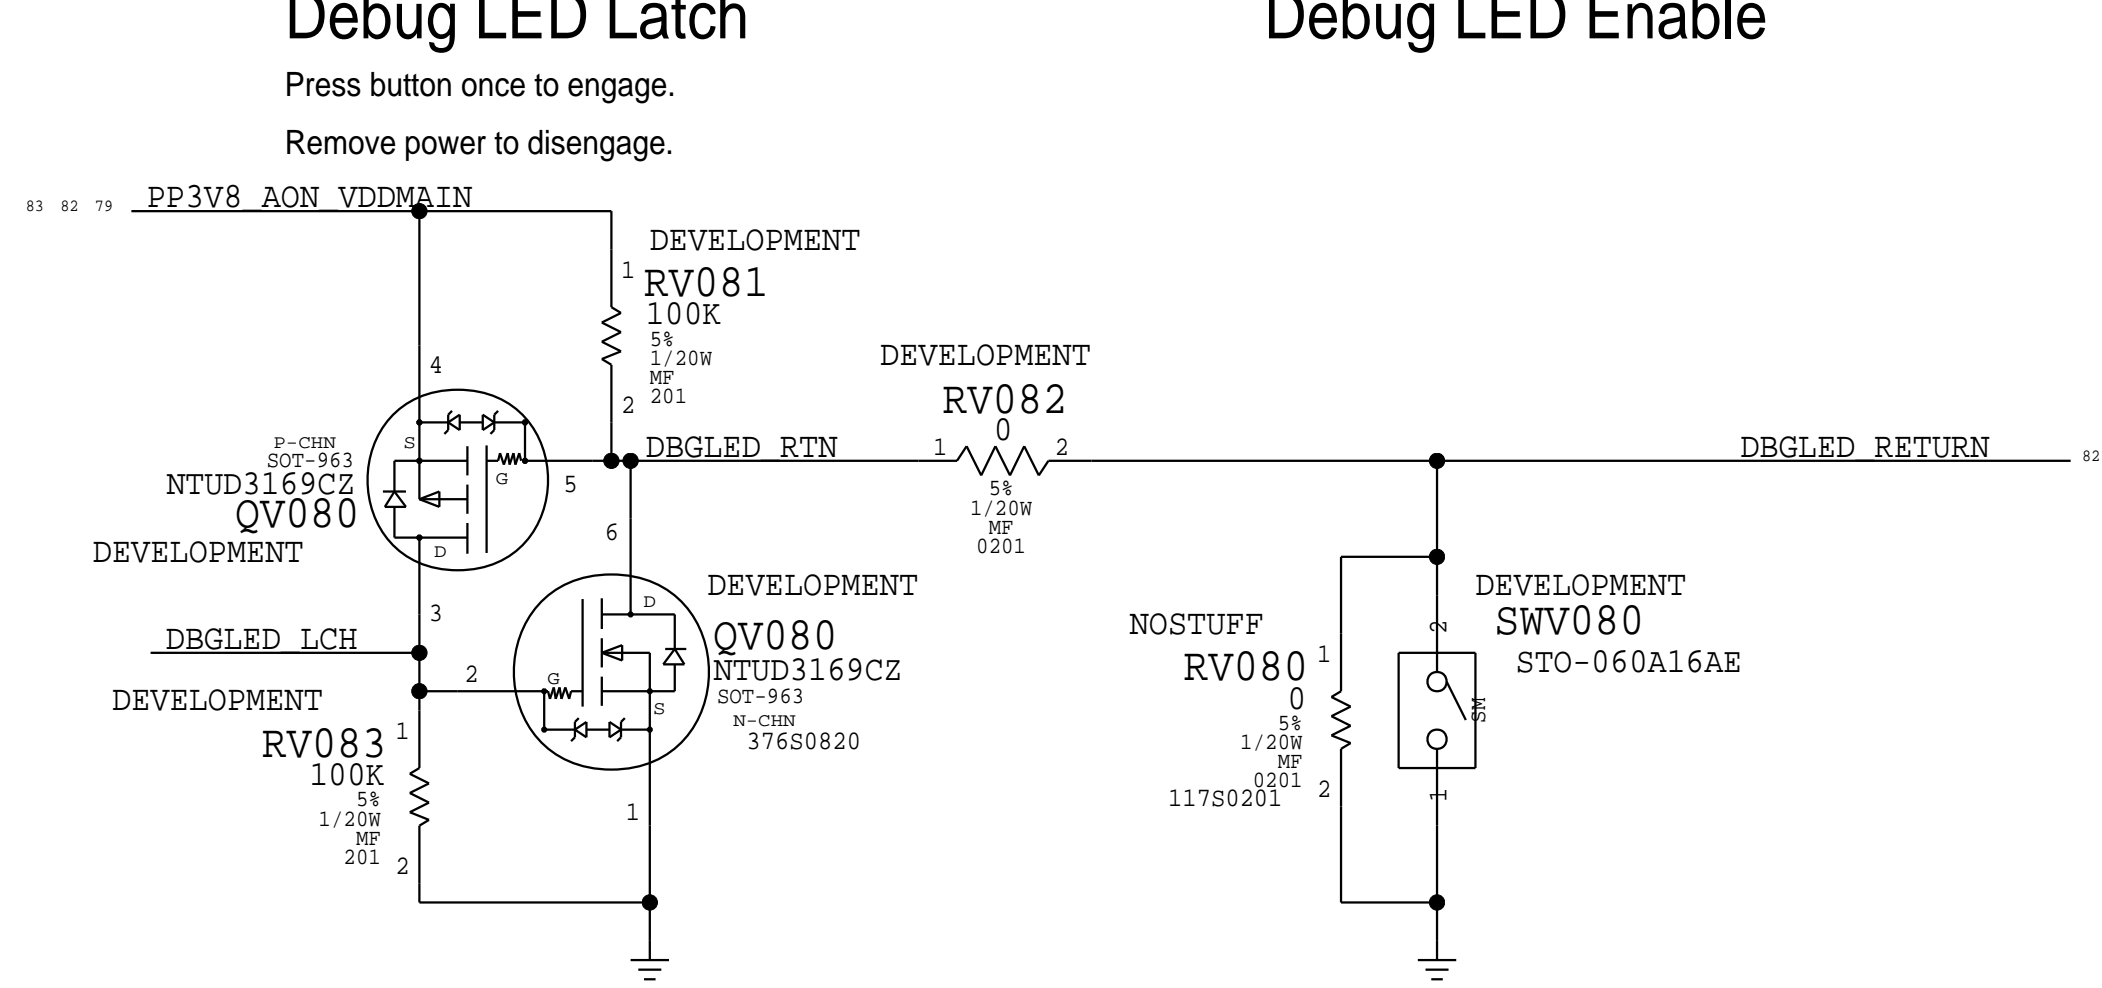 Debug LED Latch
Debug LED Enable
Press button once to engage.
Remove power to disengage.
83 82 79 PP3V8_AON_VDDMAIN
DEVELOPMENT
1
RV081
100K
5%
1/20W
MF
201
2
4
P-CHN
SOT-963
NTUD3169CZ
QV080
DEVELOPMENT
S
G
D
5
3
DBGLED_RTN
DEVELOPMENT
RV082
0
1
2
5%
1/20W
MF
0201
DBGLED_RETURN 82
6
DEVELOPMENT
QV080
NTUD3169CZ
SOT-963
N-CHN
376S0820
D
G
S
2
1
DBGLED_LCH
DEVELOPMENT
RV083
100K
5%
1/20W
MF
201
1
2
NOSTUFF
RV080
0
5%
1/20W
MF
0201
117S0201
1
2
DEVELOPMENT
SWV080
STO-060A16AE
2
SM
1